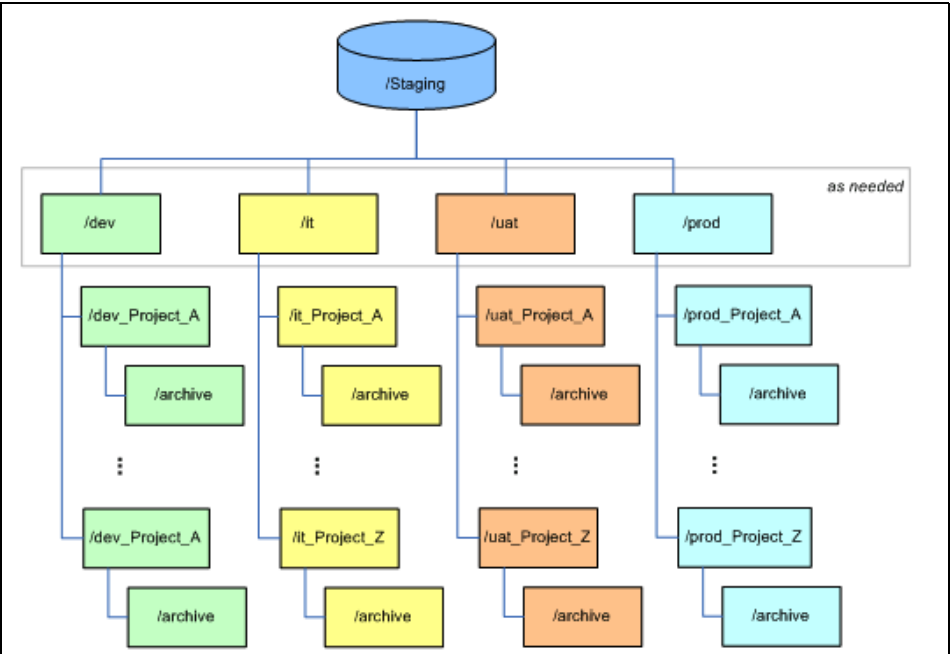 /Staging
as needed
/dev
/it
/uat
/prod
/dev_Project_A
/it_Project_A
/uat_Project_A
/prod_Project_A
/archive
/archive
/archive
/archive
/dev_Project_A
/it_Project_Z
/uat_Project_Z
/prod_Project_Z
/archive
/archive
/archive
/archive